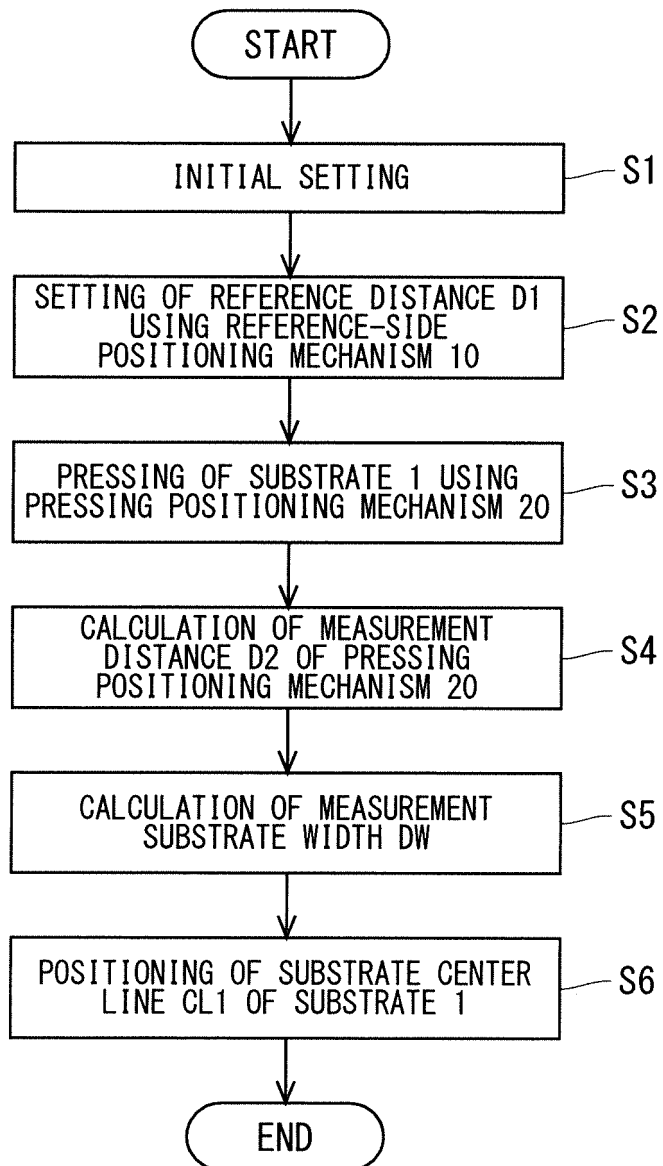 START
INITIAL SETTING
S1
SETTING OF REFERENCE DISTANCE D1
USING REFERENCE-SIDE
POSITIONING MECHANISM 10
S2
PRESSING OF SUBSTRATE 1 USING
PRESSING POSITIONING MECHANISM 20
S3
CALCULATION OF MEASUREMENT
DISTANCE D2 OF PRESSING
POSITIONING MECHANISM 20
S4
CALCULATION OF MEASUREMENT
SUBSTRATE WIDTH DW
S5
POSITIONING OF SUBSTRATE CENTER
LINE CL1 OF SUBSTRATE 1
S6
END